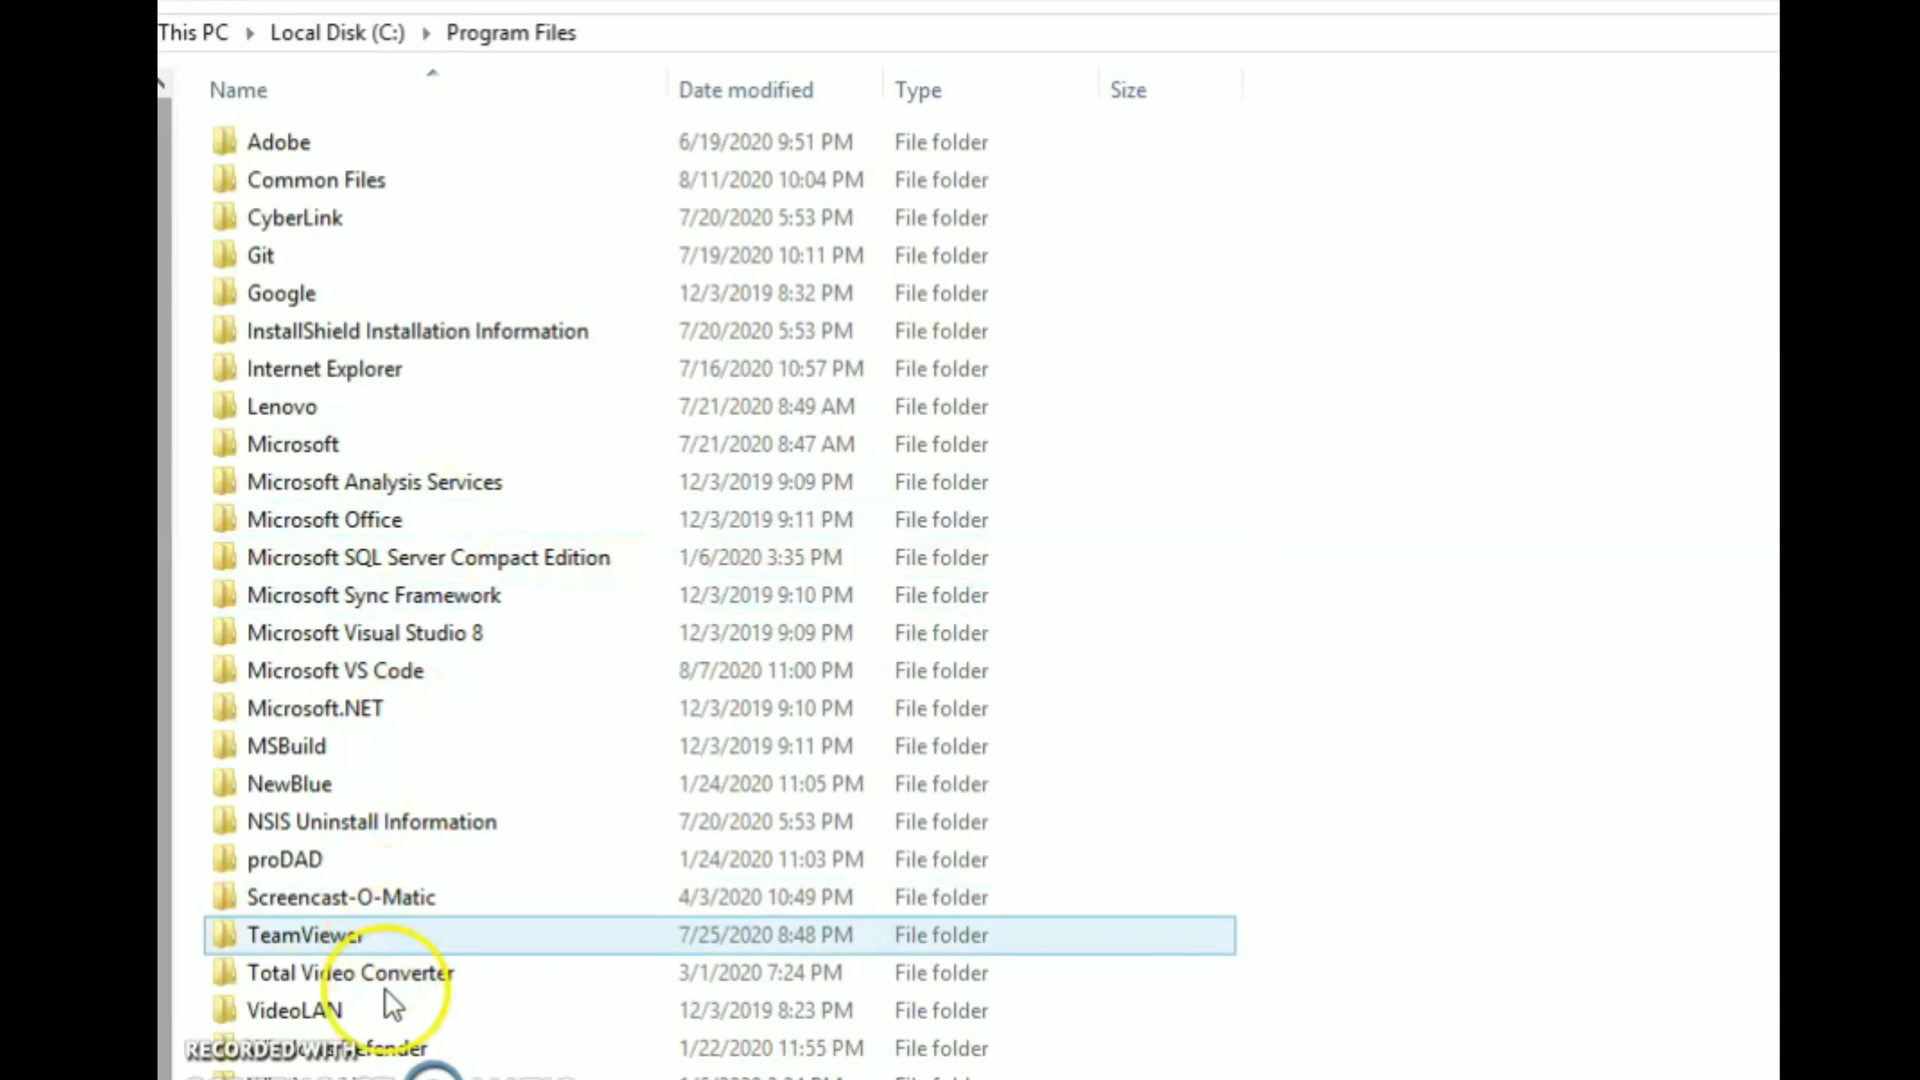 This PC Local Disk (C:) Program Files
Name Date modified Type Size
Adobe 6/19/2020 9:51 PM File folder
Common Files 8/11/2020 10:04 PM File folder
CyberLink 7/20/2020 5:53 PM File folder
Git 7/19/2020 10:11 PM File folder
Google 12/3/2019 8:32 PM File folder
InstallShield Installation Information 7/20/2020 5:53 PM File folder
Internet Explorer 7/16/2020 10:57 PM File folder
Lenovo 7/21/2020 8:49 AM File folder
Microsoft 7/21/2020 8:47 AM File folder
Microsoft Analysis Services 12/3/2019 9:09 PM File folder
Microsoft Office 12/3/2019 9:11 PM File folder
Microsoft SQL Server Compact Edition 1/6/2020 3:35 PM File folder
Microsoft Sync Framework 12/3/2019 9:10 PM File folder
Microsoft Visual Studio 8 12/3/2019 9:09 PM File folder
Microsoft VS Code 8/7/2020 11:00 PM File folder
Microsoft.NET 12/3/2019 9:10 PM File folder
MSBuild 12/3/2019 9:11 PM File folder
NewBlue 1/24/2020 11:05 PM File folder
NSIS Uninstall Information 7/20/2020 5:53 PM File folder
proDAD 1/24/2020 11:03 PM File folder
Screencast-O-Matic 4/3/2020 10:49 PM File folder
TeamViewer 7/25/2020 8:48 PM File folder
Total Video Converter 3/1/2020 7:24 PM File folder
VideoLAN 12/3/2019 8:23 PM File folder
RECORDED WITH 1/22/2020 11:55 PM File folder